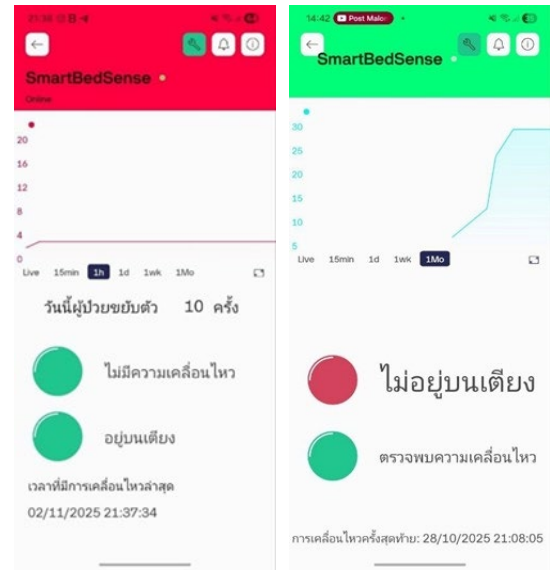 21:38
SmartBedSense
Online
20
16
12
8
4
0
Live 15min 1h 1d 1wk 1Mo
วันนี้ผู้ป่วยขยับตัว 10 ครั้ง
ไม่มีความเคลื่อนไหว
อยู่บนเตียง
เวลาที่มีการเคลื่อนไหวล่าสุด
02/11/2025 21:37:34
14:42 Post Malon
SmartBedSense
30
25
20
15
10
5
Live 15min 1d 1wk 1Mo
ไม่อยู่บนเตียง
ตรวจพบความเคลื่อนไหว
การเคลื่อนไหวครั้งสุดท้าย: 28/10/2025 21:08:05